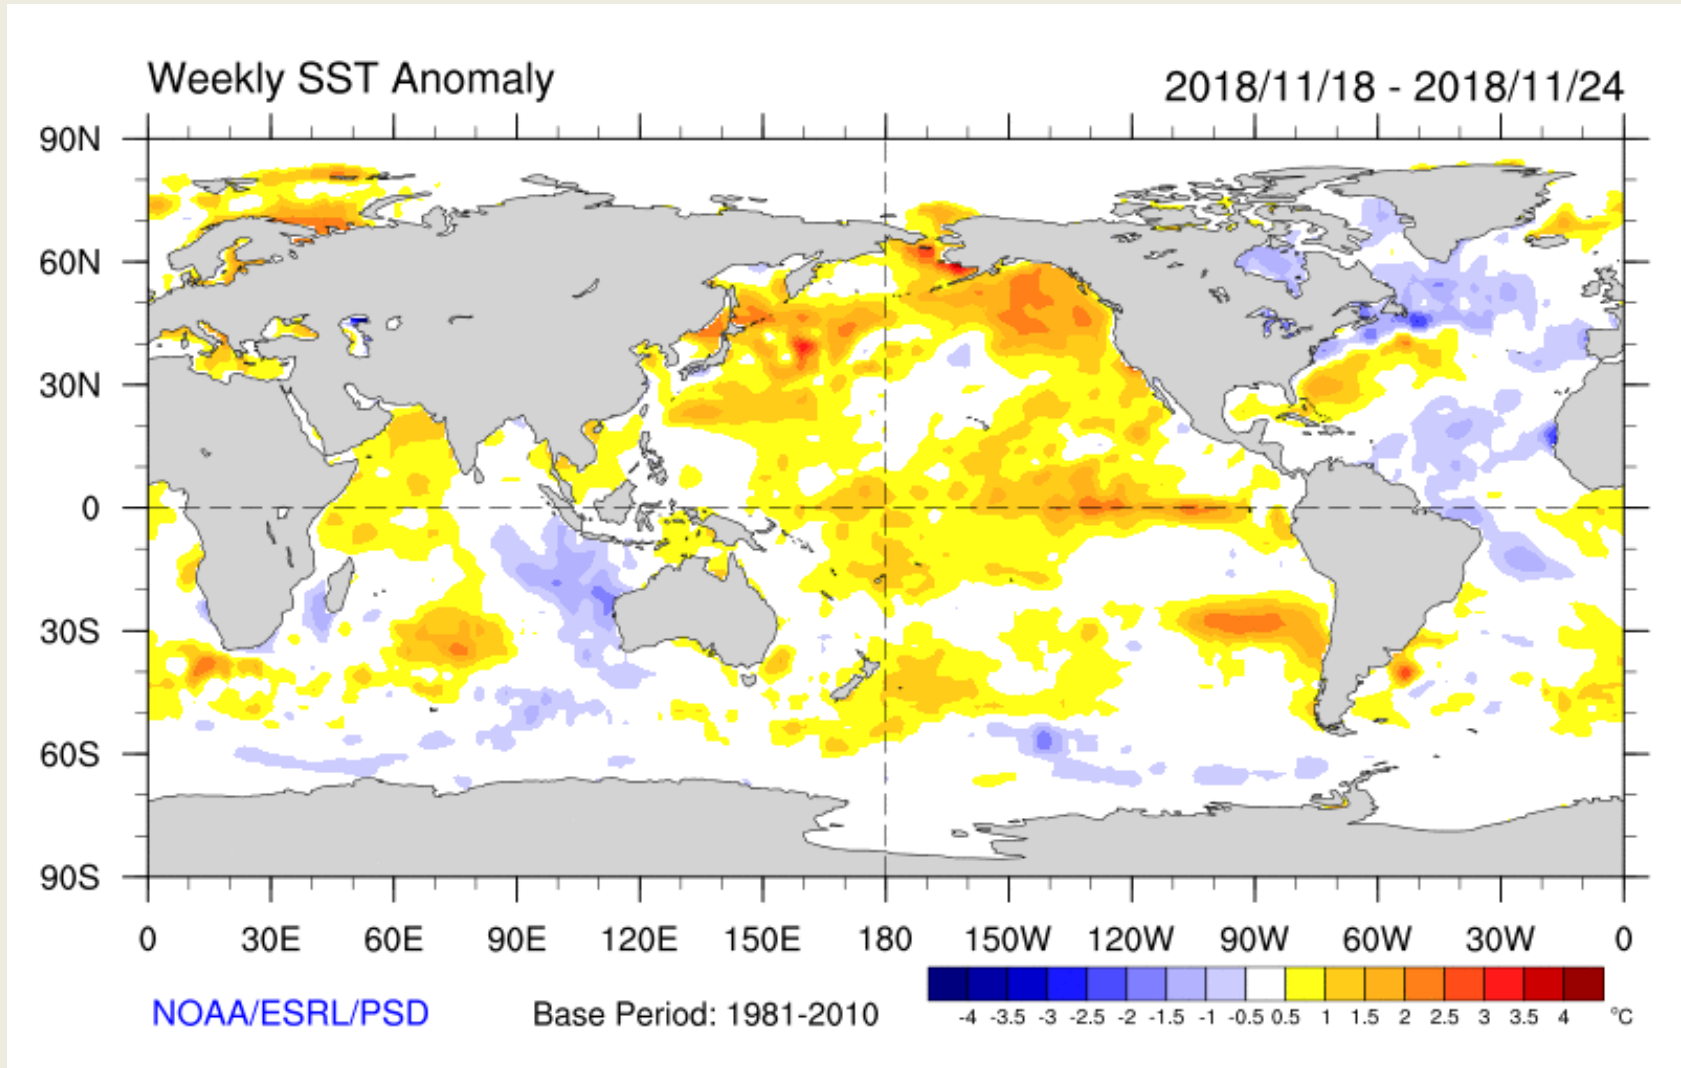 Weekly SST Anomaly 2018/11/18 - 2018/11/24
90N
60N
30N
0
30S
60S
90S
0 30E 60E 90E 120E 150E 180 150W 120W 90W 60W 30W 0
NOAA/ESRL/PSD Base Period: 1981-2010
-4 -3.5 -3 -2.5 -2 -1.5 -1 -0.5 0.5 1 1.5 2 2.5 3 3.5 4 °C